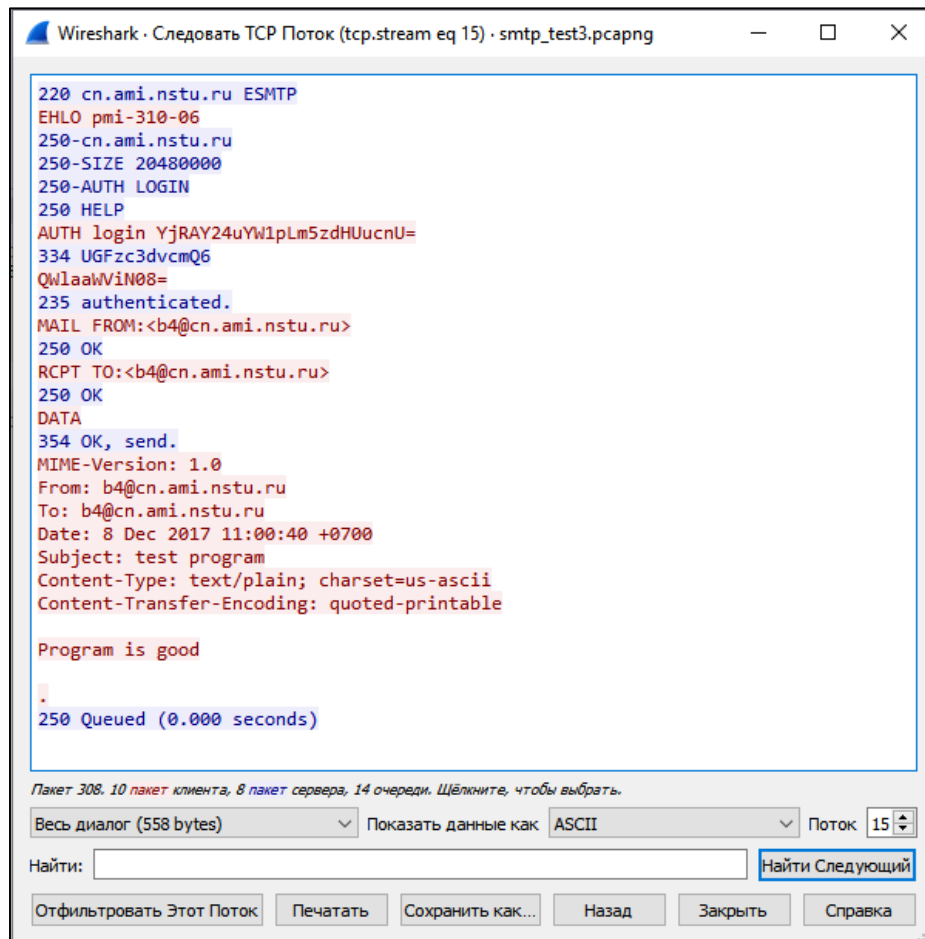 Wireshark · Следовать TCP Поток (tcp.stream eq 15) · smtp_test3.pcapng
220 cn.ami.nstu.ru ESMTP
EHLO pmi-310-06
250-cn.ami.nstu.ru
250-SIZE 20480000
250-AUTH LOGIN
250 HELP
AUTH login YjRAY24uYW1pLm5zdHUucnU=
334 UGFzc3dvcmQ6
QWlaaWViN08=
235 authenticated.
MAIL FROM:<b4@cn.ami.nstu.ru>
250 OK
RCPT TO:<b4@cn.ami.nstu.ru>
250 OK
DATA
354 OK, send.
MIME-Version: 1.0
From: b4@cn.ami.nstu.ru
To: b4@cn.ami.nstu.ru
Date: 8 Dec 2017 11:00:40 +0700
Subject: test program
Content-Type: text/plain; charset=us-ascii
Content-Transfer-Encoding: quoted-printable
Program is good
.
250 Queued (0.000 seconds)
Пакет 308. 10 пакет клиента, 8 пакет сервера, 14 очереди. Щёлкните, чтобы выбрать.
Весь диалог (558 bytes) Показать данные как ASCII Поток 15
Найти: Найти Следующий
Отфильтровать Этот Поток Печатать Сохранить как... Назад Закрыть Справка